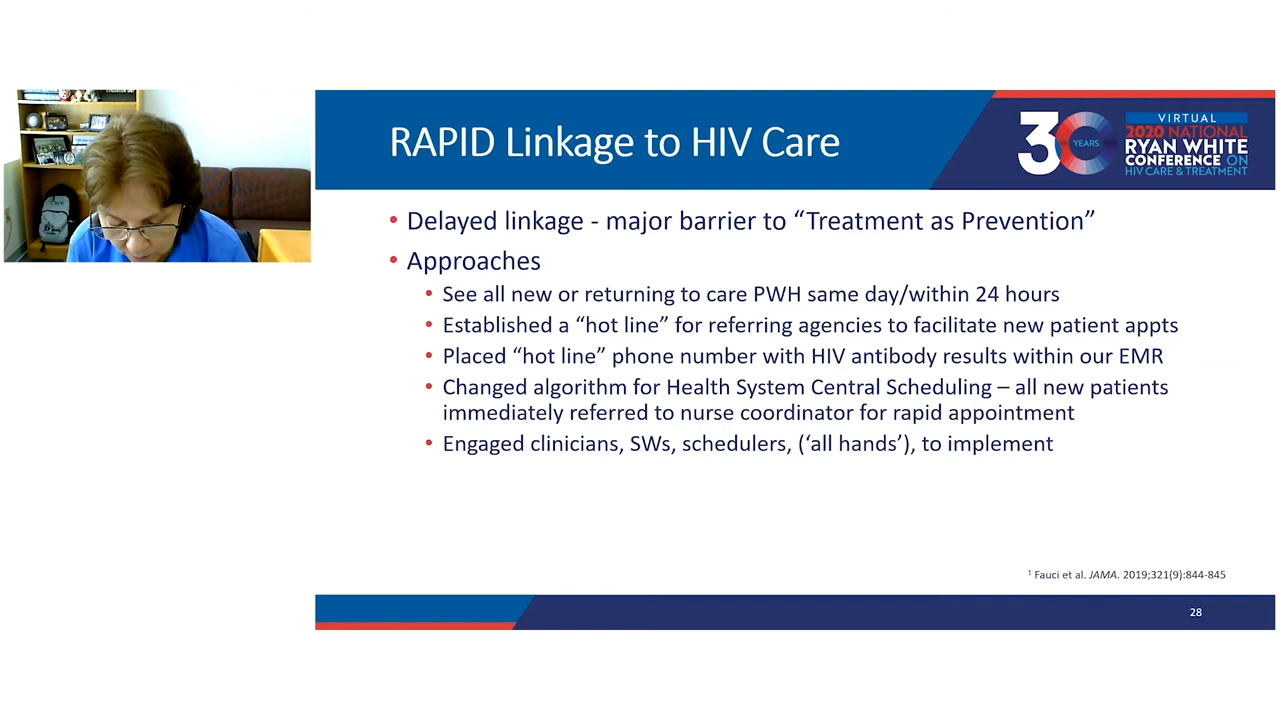 RAPID Linkage to HIV Care
30
YEARS
VIRTUAL
2020 NATIONAL
RYAN WHITE
CONFERENCE ON
HIV CARE & TREATMENT
• Delayed linkage - major barrier to “Treatment as Prevention”
• Approaches
• See all new or returning to care PWH same day/within 24 hours
• Established a “hot line” for referring agencies to facilitate new patient appts
• Placed “hot line” phone number with HIV antibody results within our EMR
• Changed algorithm for Health System Central Scheduling – all new patients
immediately referred to nurse coordinator for rapid appointment
• Engaged clinicians, SWs, schedulers, (‘all hands’), to implement
1 Fauci et al. JAMA. 2019;321(9):844-845
28